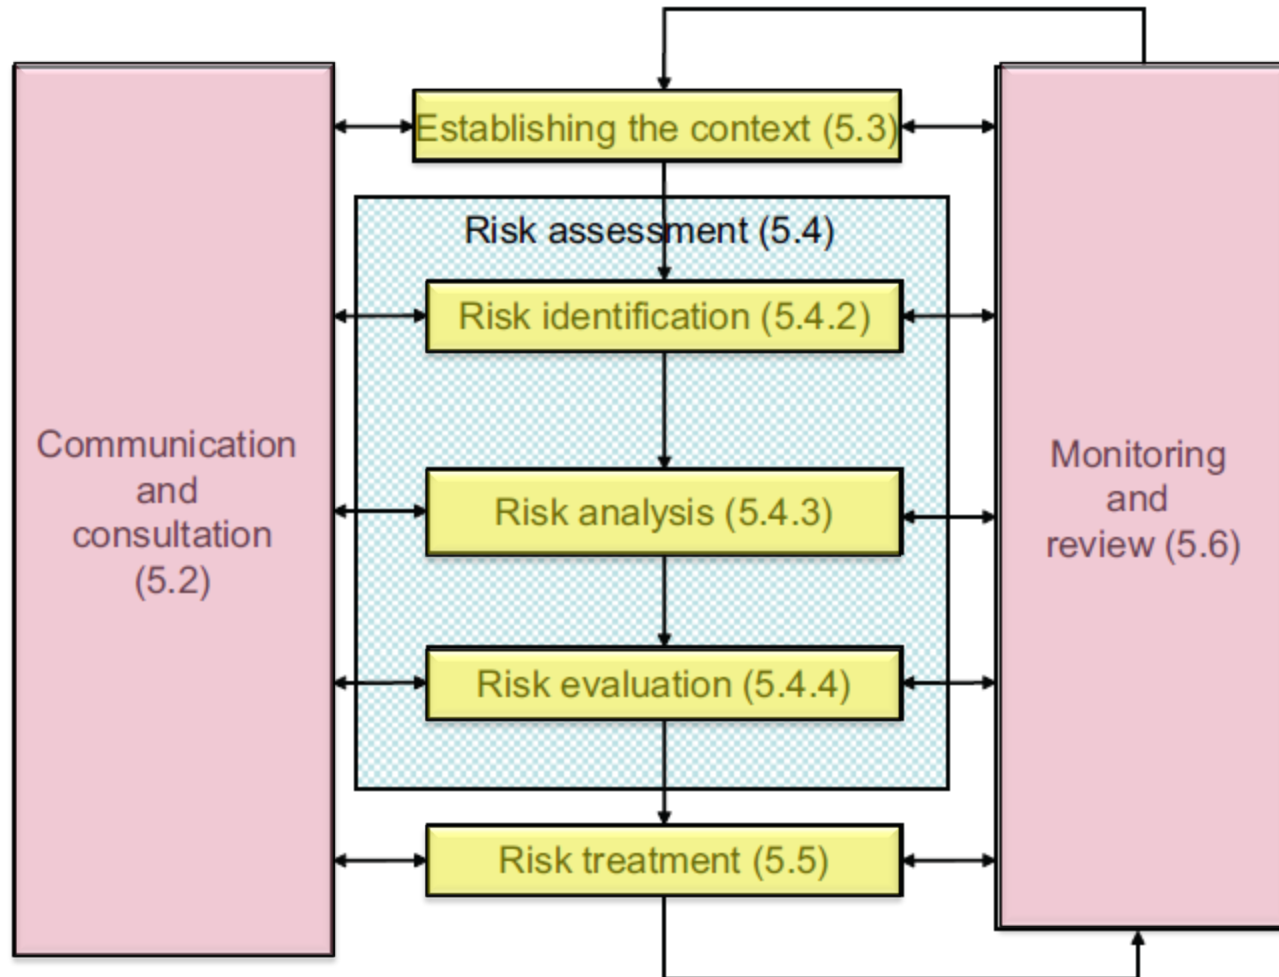 Establishing the context (5.3)
Risk assessment (5.4)
Risk identification (5.4.2)
Communication
and
consultation
(5.2)
Risk analysis (5.4.3)
Monitoring
and
review (5.6)
Risk evaluation (5.4.4)
Risk treatment (5.5)